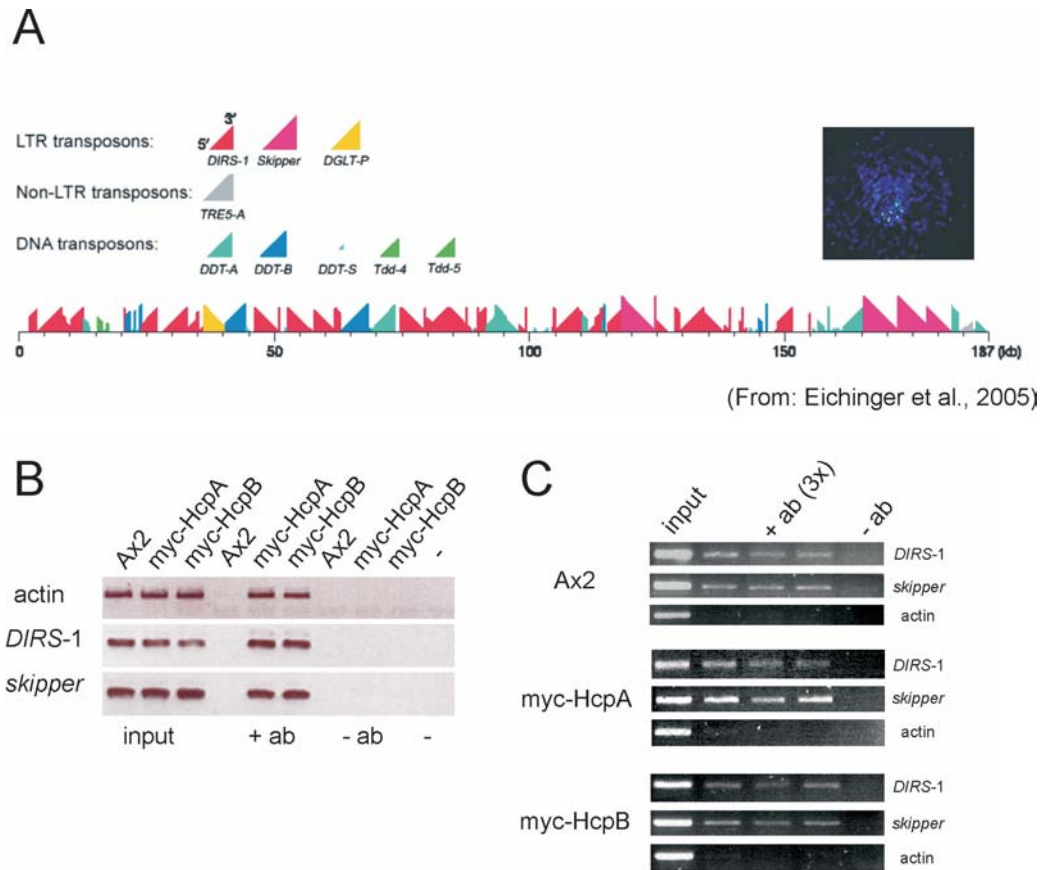 A
LTR transposons:
5' 3'
DIRS-1 Skipper DGLT-P
Non-LTR transposons:
TRE5-A
DNA transposons:
DDT-A DDT-B DDT-S Tdd-4 Tdd-5
0 50 100 150 187 (kb)
(From: Eichinger et al., 2005)
B
Ax2 myc-HcpA myc-HcpB Ax2 myc-HcpA myc-HcpB Ax2 myc-HcpA myc-HcpB -
actin
DIRS-1
skipper
input + ab - ab -
C
input + ab (3x) - ab
Ax2
DIRS-1
skipper
actin
myc-HcpA
DIRS-1
skipper
actin
myc-HcpB
DIRS-1
skipper
actin